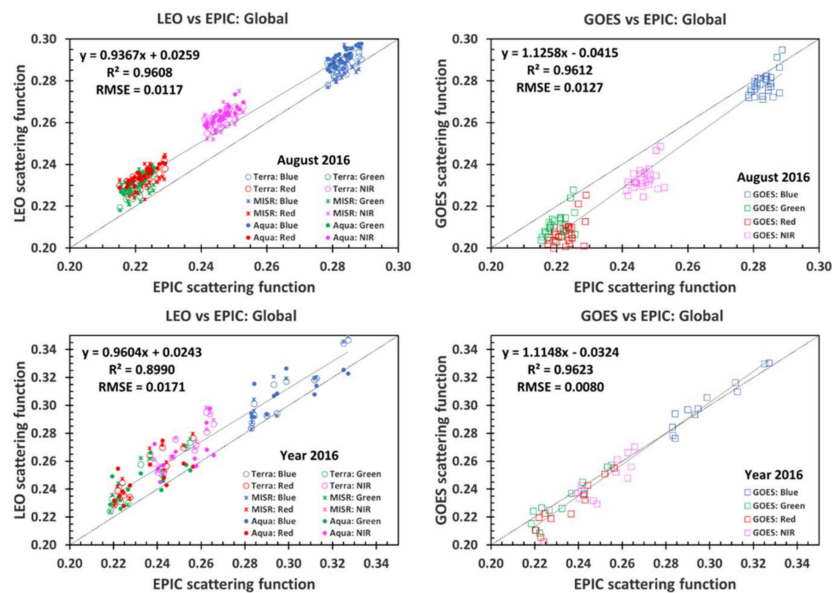 LEO vs EPIC: Global
y = 0.9367x + 0.0259
R² = 0.9608
RMSE = 0.0117
August 2016
Terra: Blue
Terra: Green
Terra: Red
Terra: NIR
MISR: Blue
MISR: Green
MISR: Red
MISR: NIR
Aqua: Blue
Aqua: Green
Aqua: Red
Aqua: NIR
LEO scattering function
0.30
0.28
0.26
0.24
0.22
0.20
0.20
0.22
0.24
0.26
0.28
0.30
EPIC scattering function
GOES vs EPIC: Global
y = 1.1258x - 0.0415
R² = 0.9612
RMSE = 0.0127
August 2016
GOES: Blue
GOES: Green
GOES: Red
GOES: NIR
GOES scattering function
0.30
0.28
0.26
0.24
0.22
0.20
0.20
0.22
0.24
0.26
0.28
0.30
EPIC scattering function
LEO vs EPIC: Global
y = 0.9604x + 0.0243
R² = 0.8990
RMSE = 0.0171
Year 2016
Terra: Blue
Terra: Green
Terra: Red
Terra: NIR
MISR: Blue
MISR: Green
MISR: Red
MISR: NIR
Aqua: Blue
Aqua: Green
Aqua: Red
Aqua: NIR
LEO scattering function
0.34
0.32
0.30
0.28
0.26
0.24
0.22
0.20
0.20
0.22
0.24
0.26
0.28
0.30
0.32
0.34
EPIC scattering function
GOES vs EPIC: Global
y = 1.1148x - 0.0324
R² = 0.9623
RMSE = 0.0080
Year 2016
GOES: Blue
GOES: Green
GOES: Red
GOES: NIR
GOES scattering function
0.34
0.32
0.30
0.28
0.26
0.24
0.22
0.20
0.20
0.22
0.24
0.26
0.28
0.30
0.32
0.34
EPIC scattering function